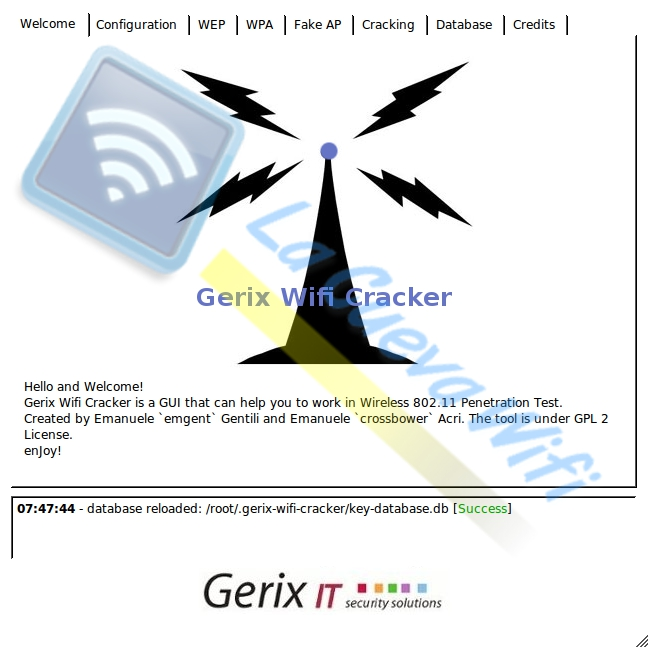 Welcome Configuration WEP WPA Fake AP Cracking Database Credits
La Cueva Wifi
Gerix Wifi Cracker
Hello and Welcome!
Gerix Wifi Cracker is a GUI that can help you to work in Wireless 802.11 Penetration Test.
Created by Emanuele `emgent` Gentili and Emanuele `crossbower` Acri. The tool is under GPL 2
License.
enJoy!
07:47:44 - database reloaded: /root/.gerix-wifi-cracker/key-database.db [Success]
Gerix IT security solutions